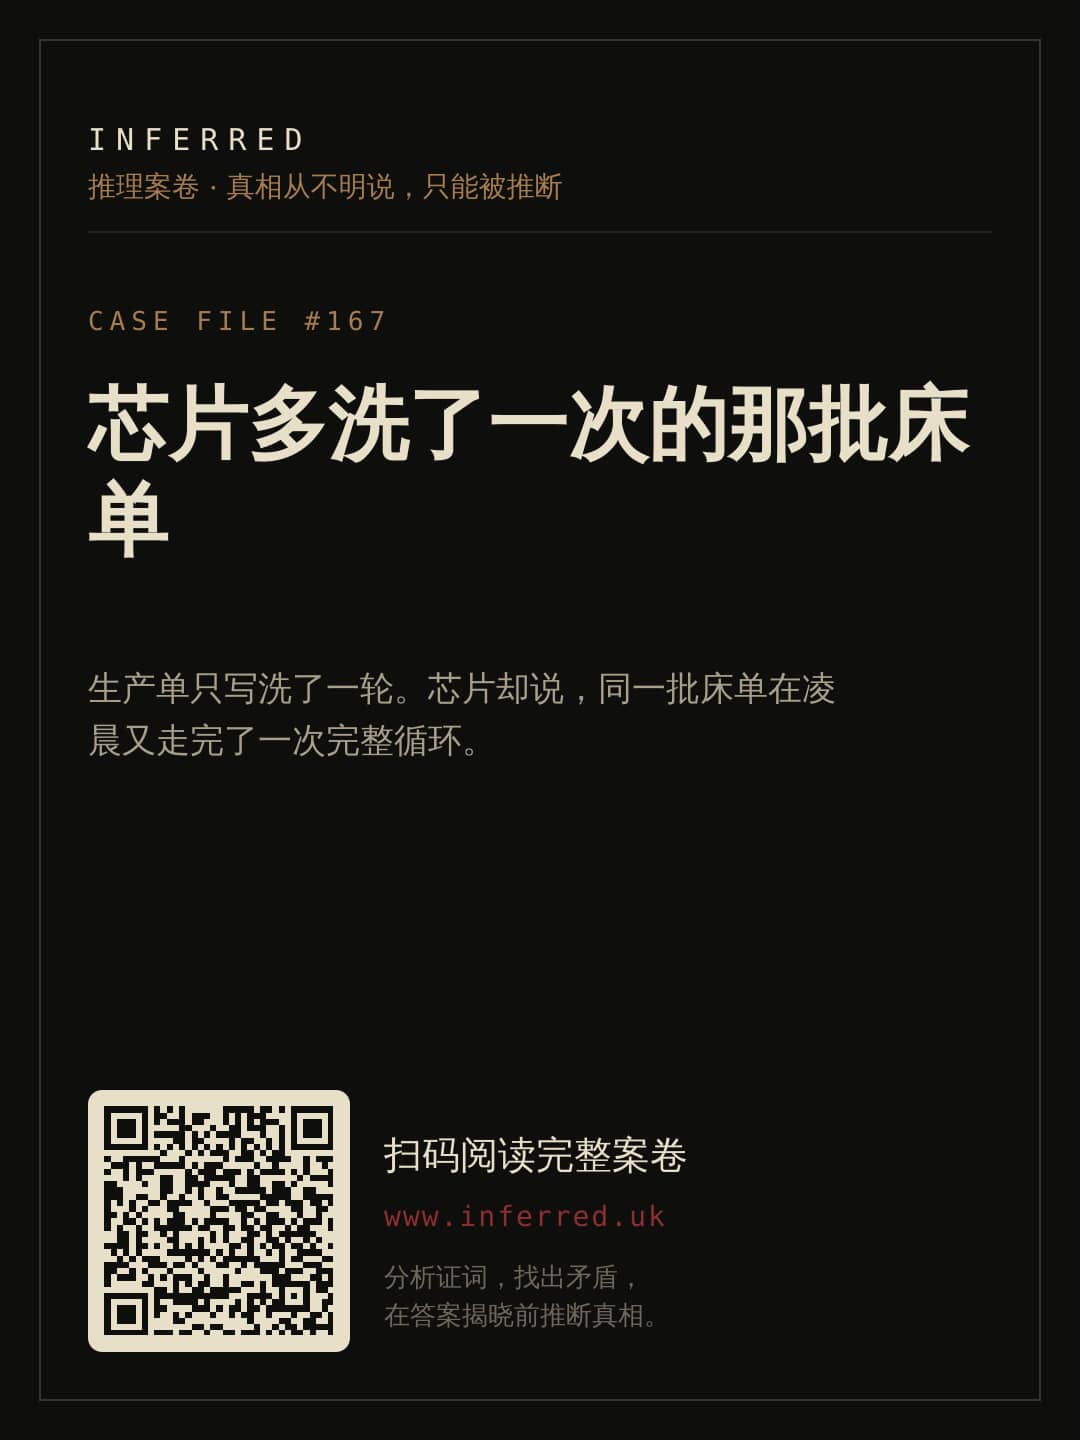 INFERRED
推理案卷 · 真相从不明说，只能被推断
CASE FILE #167
芯片多洗了一次的那批床
单
生产单只写洗了一轮。芯片却说，同一批床单在凌
晨又走完了一次完整循环。
扫码阅读完整案卷
www.inferred.uk
分析证词，找出矛盾，
在答案揭晓前推断真相。